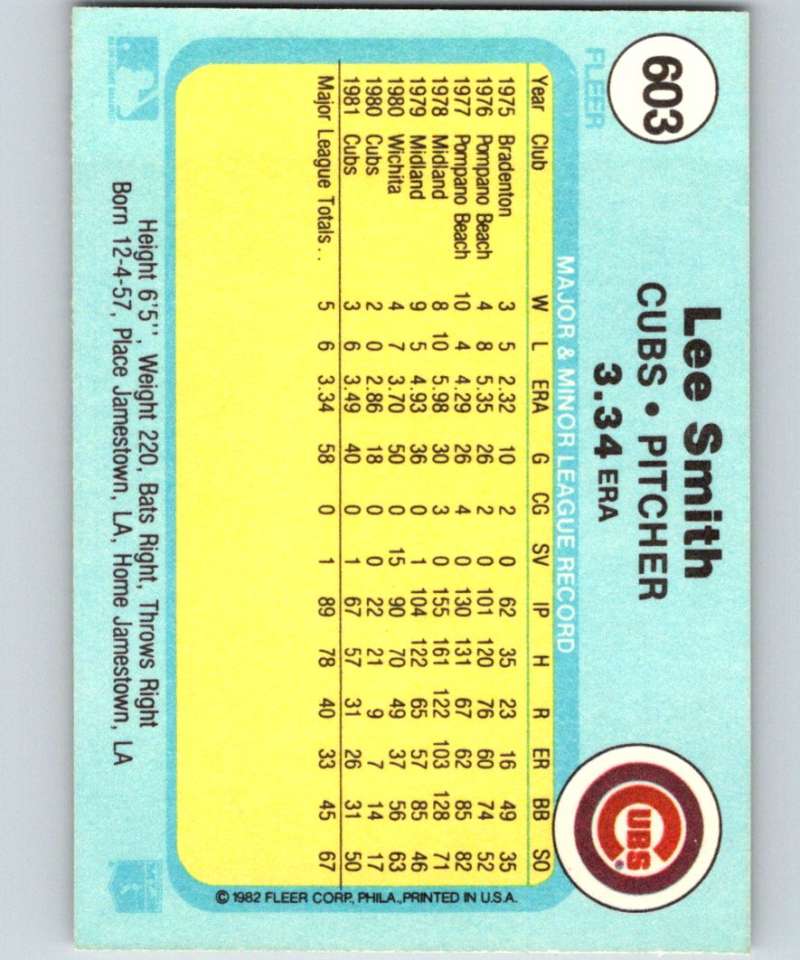 603
FLEER
Lee Smith
CUBS • PITCHER
3.34 ERA
CUBS
MAJOR & MINOR LEAGUE RECORD
Year Club W L ERA G CG SV IP H R ER BB SO
1975 Bradenton 3 5 2.32 10 2 0 62 35 23 16 49 35
1976 Pompano Beach 4 8 5.35 26 2 0 101 120 76 60 74 52
1977 Pompano Beach 10 4 4.29 26 4 0 130 131 67 62 85 82
1978 Midland 8 10 5.98 30 3 0 155 161 122 103 128 71
1979 Midland 9 5 4.93 36 0 1 104 122 65 57 85 46
1980 Wichita 4 7 3.70 50 0 15 90 70 49 37 56 63
1980 Cubs 2 0 2.86 18 0 0 22 21 9 7 14 17
1981 Cubs 3 6 3.49 40 0 1 67 57 31 26 31 50
Major League Totals . . 5 6 3.34 58 0 1 89 78 40 33 45 67
© 1982 FLEER CORP., PHILA., PRINTED IN U.S.A.
Height 6'5'', Weight 220, Bats Right, Throws Right
Born 12-4-57, Place Jamestown, LA, Home Jamestown, LA